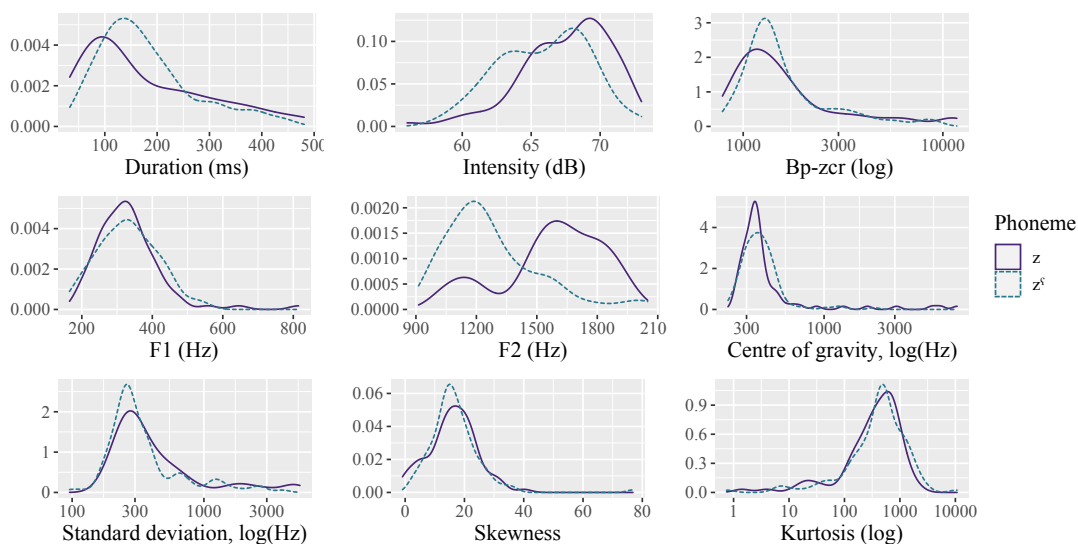 0.004
0.002
0.000
100 200 300 400 500
Duration (ms)
0.10
0.05
0.00
60 65 70
Intensity (dB)
3
2
1
0
1000 3000 10000
Bp-zcr (log)
0.004
0.002
0.000
200 400 600 800
F1 (Hz)
0.0020
0.0015
0.0010
0.0005
0.0000
900 1200 1500 1800 210
F2 (Hz)
4
2
0
300 1000 3000
Centre of gravity, log(Hz)
Phoneme
z
zˤ
2
1
0
100 300 1000 3000
Standard deviation, log(Hz)
0.06
0.04
0.02
0.00
0 20 40 60 80
Skewness
0.9
0.6
0.3
0.0
1 10 100 1000 10000
Kurtosis (log)